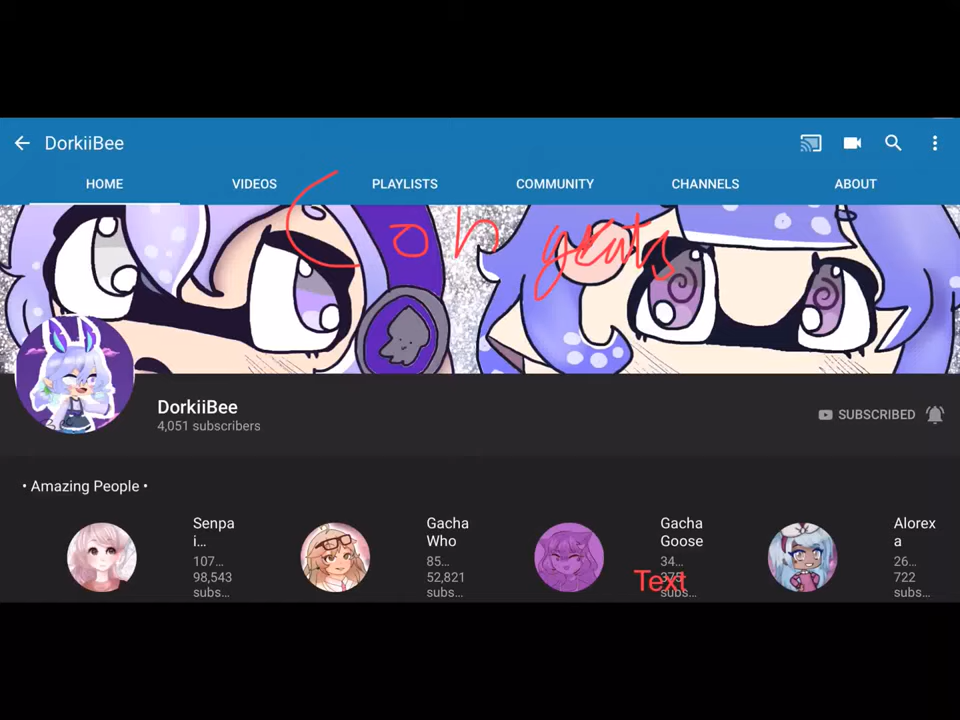 DorkiiBee
HOME VIDEOS PLAYLISTS COMMUNITY CHANNELS ABOUT
DorkiiBee
4,051 subscribers
SUBSCRIBED
• Amazing People •
Senpa
i...
107...
98,543
subs...
Gacha
Who
85...
52,821
subs...
Gacha
Goose
34...
subs...
Text
Alorex
a
26...
722
subs...